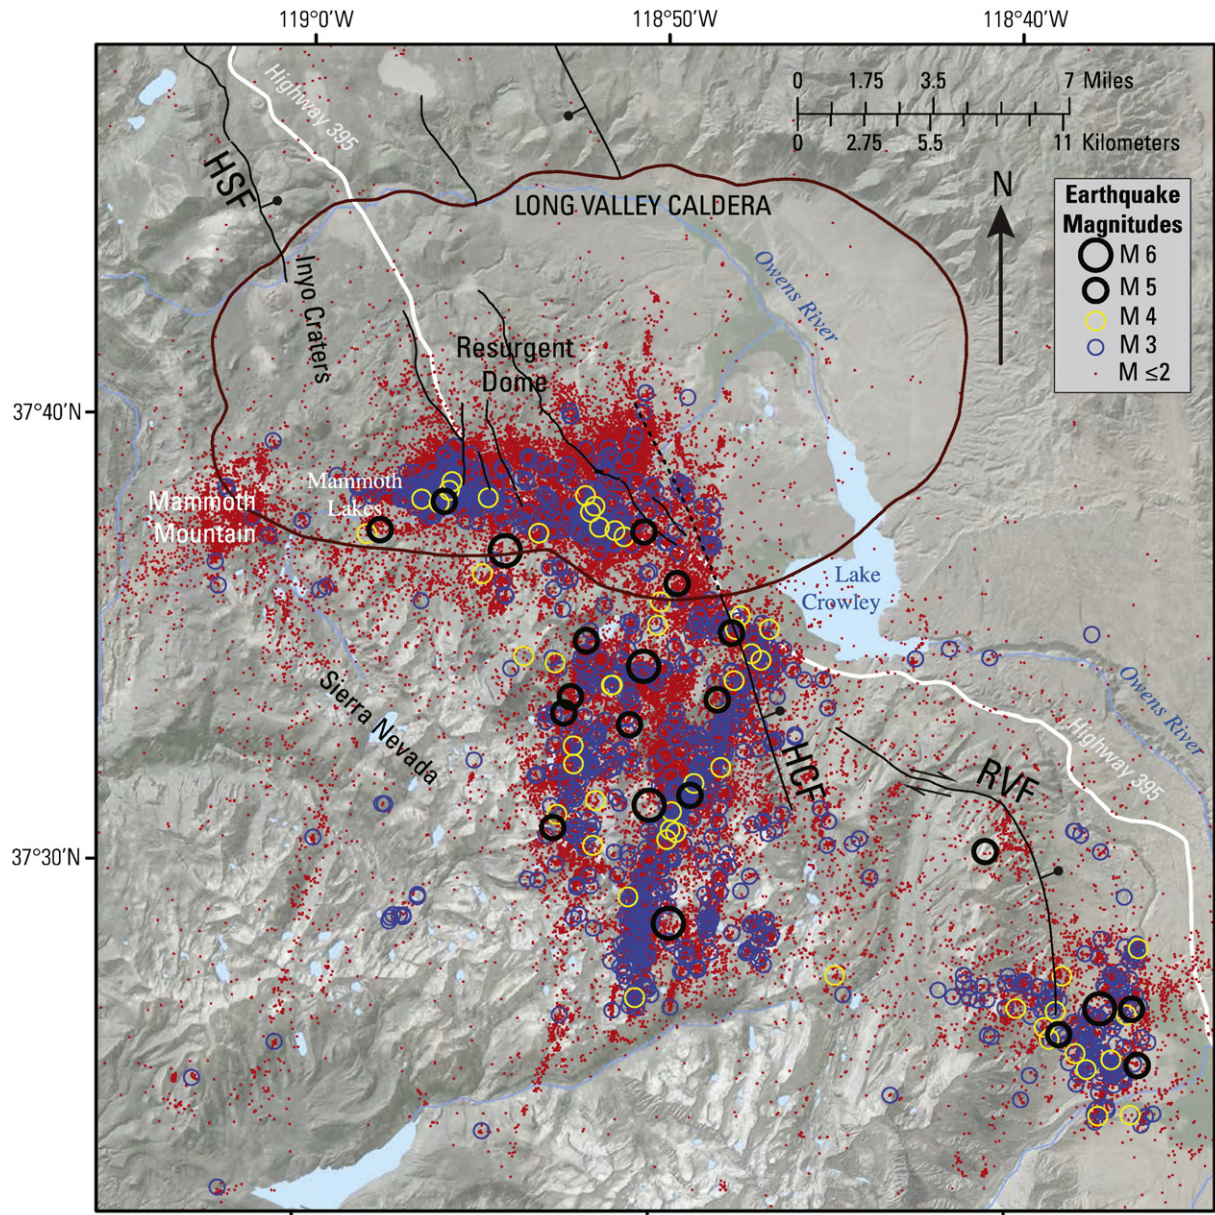 119°0'W
118°50'W
118°40'W
0 1.75 3.5 7 Miles
0 2.75 5.5 11 Kilometers
Highway 395
HSF
N
Earthquake
Magnitudes
M 6
M 5
M 4
M 3
M ≤2
LONG VALLEY CALDERA
Owens River
Inyo Craters
Resurgent
Dome
37°40'N
Mammoth
Lakes
Mammoth
Mountain
Lake
Crowley
Sierra Nevada
Owens River
HCF
RVF
Highway 395
37°30'N